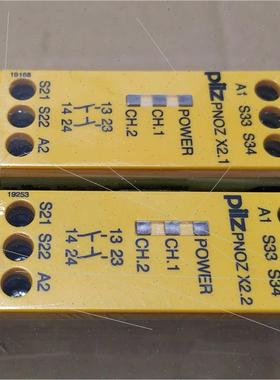 19168
S21
S22
A2
13 23
14 24
POWER
CH.1
CH.2
pilz
PNOZ X2.1
A1
S33
S34
19253
S21
S22
A2
13 23
14 24
POWER
CH.1
CH.2
pilz
PNOZ X2.2
A1
S33
S34